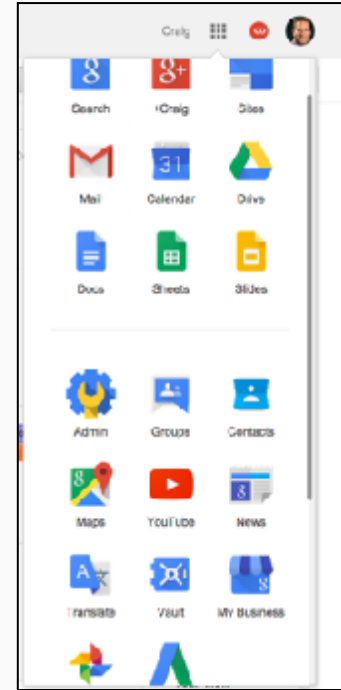 Craig
Search +Craig Sites
31
Mail Calendar Drive
Docs Sheets Slides
Admin Groups Contacts
Maps YouTube News
Translate Vault My Business